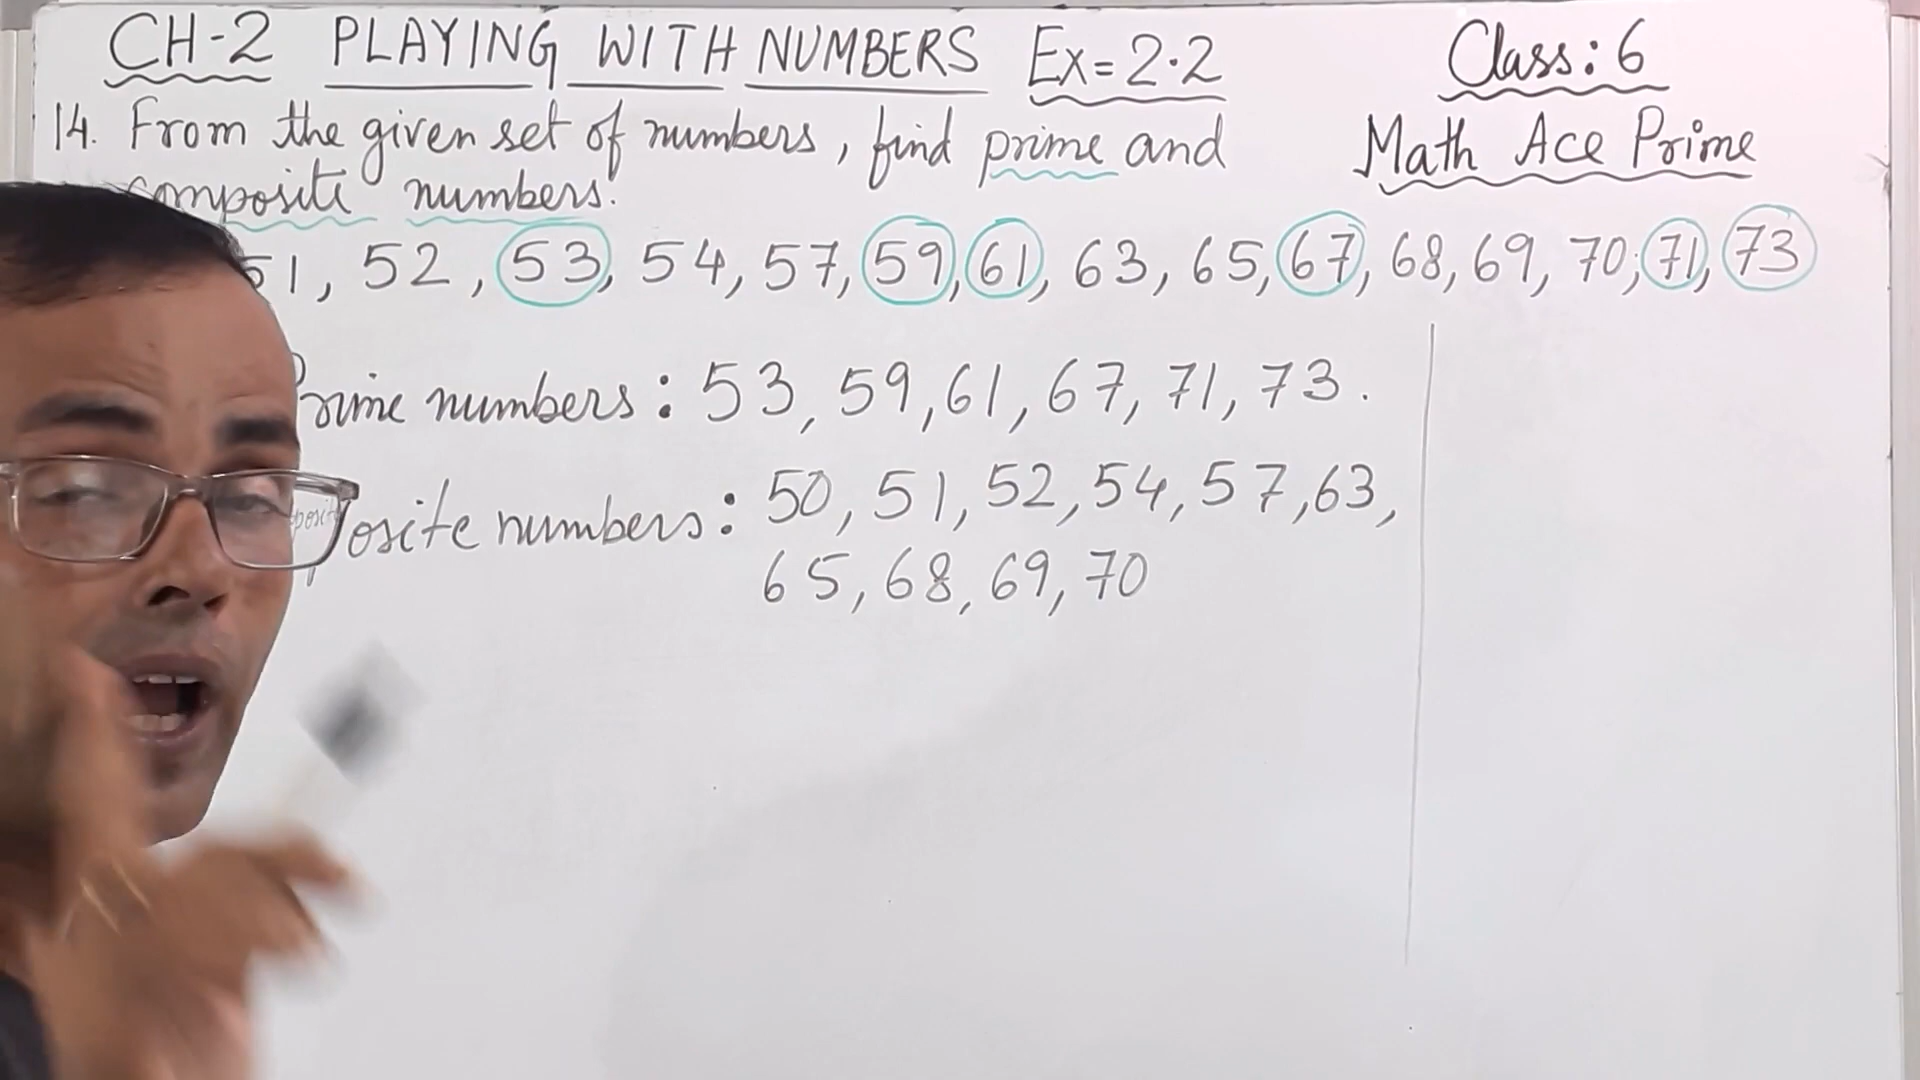 CH-2 PLAYING WITH NUMBERS Ex=2.2
Class: 6
14. From the given set of numbers, find prime and
Math Ace Prime
composite numbers.
51, 52, 53, 54, 57, 59, 61, 63, 65, 67, 68, 69, 70, 71, 73
Prime numbers: 53, 59, 61, 67, 71, 73.
osite numbers: 50, 51, 52, 54, 57, 63,
65, 68, 69, 70